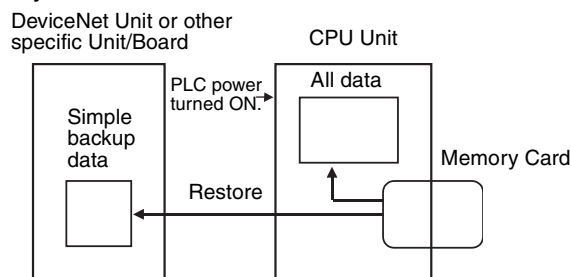 DeviceNet Unit or other
specific Unit/Board
CPU Unit
PLC power
turned ON.
All data
Simple
backup
data
Memory Card
Restore